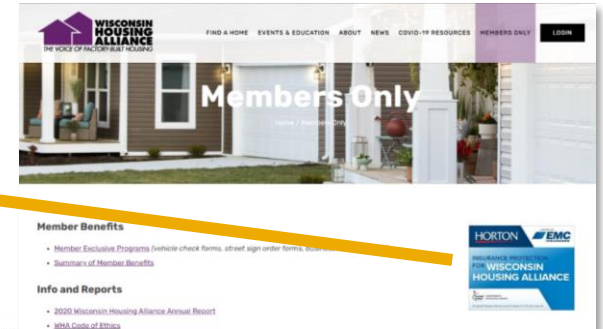 WISCONSIN
HOUSING
ALLIANCE
THE VOICE OF FACTORY-BUILT HOUSING
FIND A HOME EVENTS & EDUCATION ABOUT NEWS COVID-19 RESOURCES MEMBERS ONLY LOGIN
Members Only
Home / Members Only
Member Benefits
Member Exclusive Programs (vehicle check forms, street sign order forms,
Summary of Member Benefits
HORTON EMC
INSURANCE PROTECTION
FOR WISCONSIN
HOUSING ALLIANCE
Info and Reports
2020 Wisconsin Housing Alliance Annual Report
WHA Code of Ethics